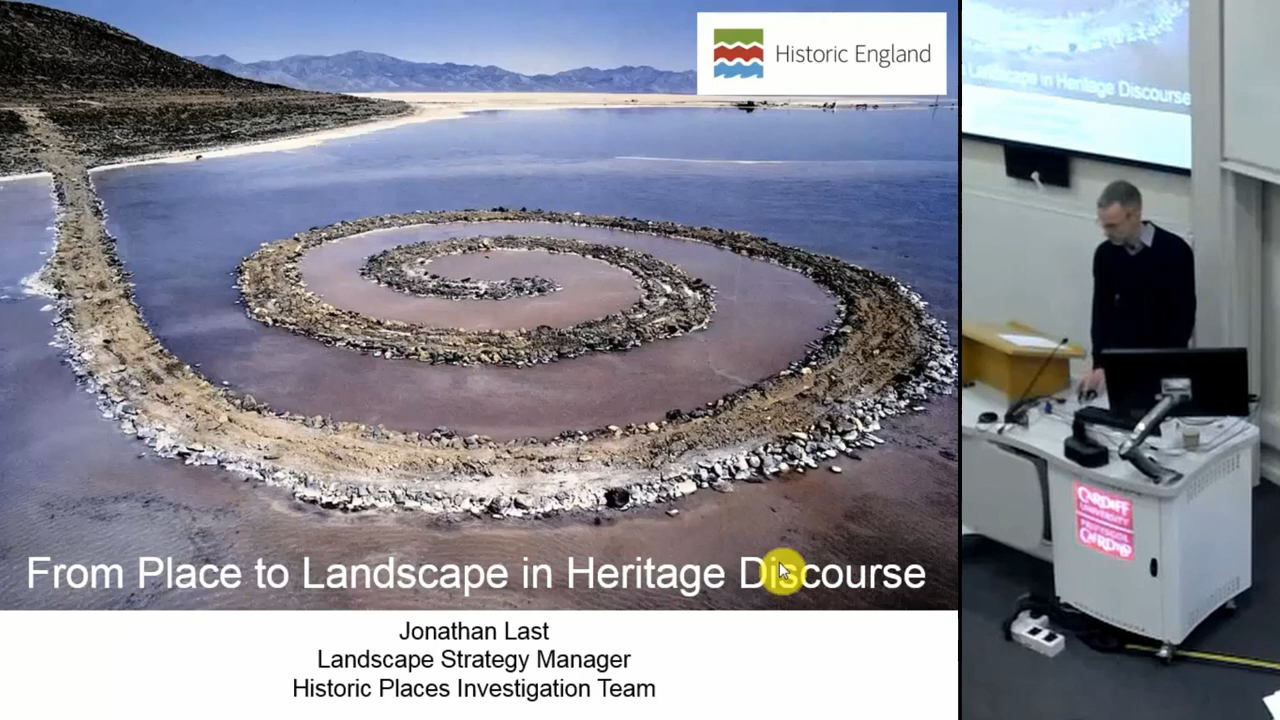 Historic England
From Place to Landscape in Heritage Discourse
Jonathan Last
Landscape Strategy Manager
Historic Places Investigation Team
Landscape in Heritage Discourse
CARDIFF
UNIVERSITY
PRIFYSGOL
CAERDYDD